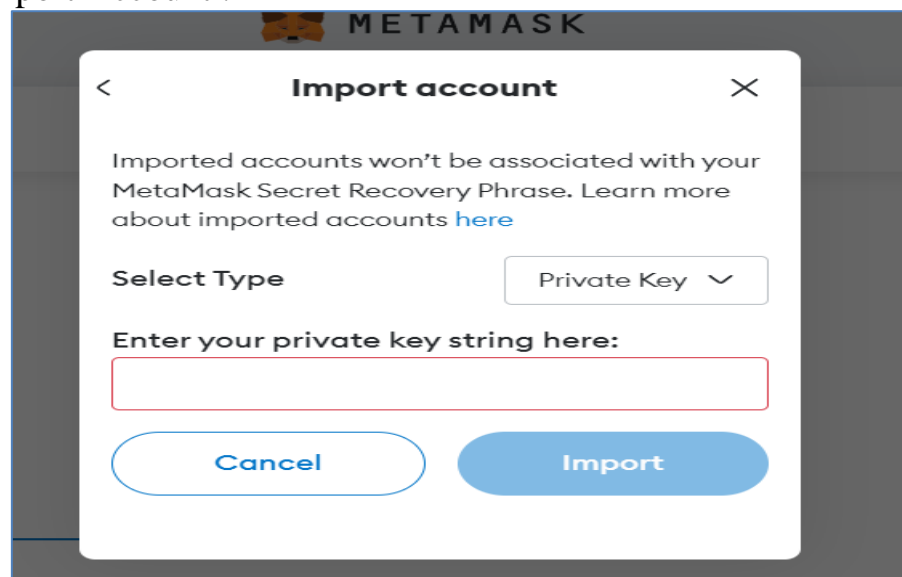 METAMASK
Import account
Imported accounts won't be associated with your
MetaMask Secret Recovery Phrase. Learn more
about imported accounts here
Select Type
Private Key
Enter your private key string here:
Cancel
Import